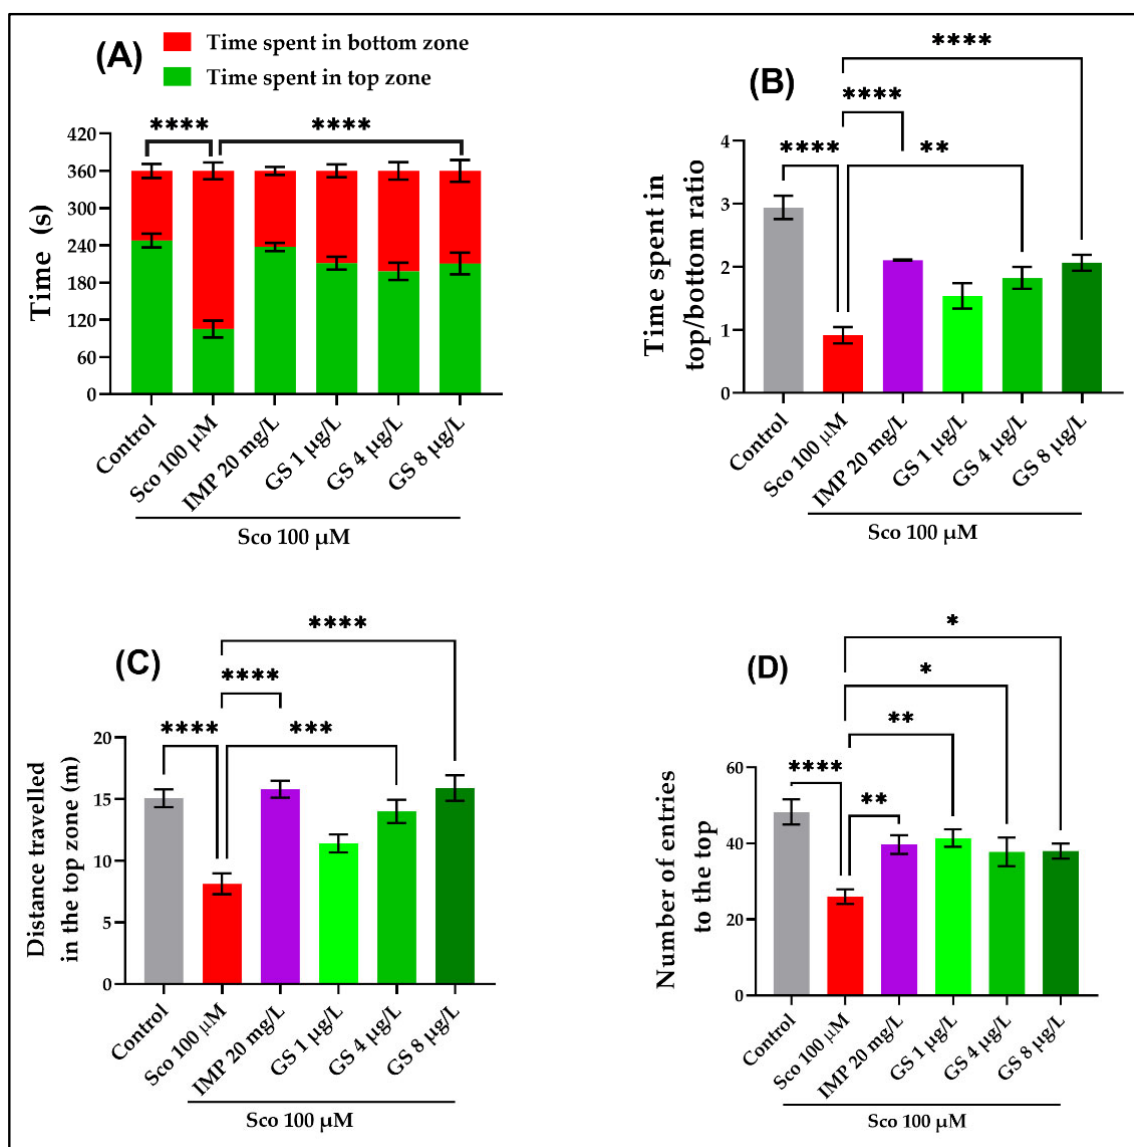 (A)
Time spent in bottom zone
Time spent in top zone
**** ****
Time (s)
420
360
300
240
180
120
60
0
Control
Sco 100 µM
IMP 20 mg/L
GS 1 µg/L
GS 4 µg/L
GS 8 µg/L
Sco 100 µM
(B)
****
****
**** **
Time spent in
top/bottom ratio
4
3
2
1
0
Control
Sco 100 µM
IMP 20 mg/L
GS 1 µg/L
GS 4 µg/L
GS 8 µg/L
Sco 100 µM
(C)
****
****
**** ***
Distance travelled
in the top zone (m)
20
15
10
5
0
Control
Sco 100 µM
IMP 20 mg/L
GS 1 µg/L
GS 4 µg/L
GS 8 µg/L
Sco 100 µM
(D)
*
*
**
**** **
Number of entries
to the top
60
40
20
0
Control
Sco 100 µM
IMP 20 mg/L
GS 1 µg/L
GS 4 µg/L
GS 8 µg/L
Sco 100 µM